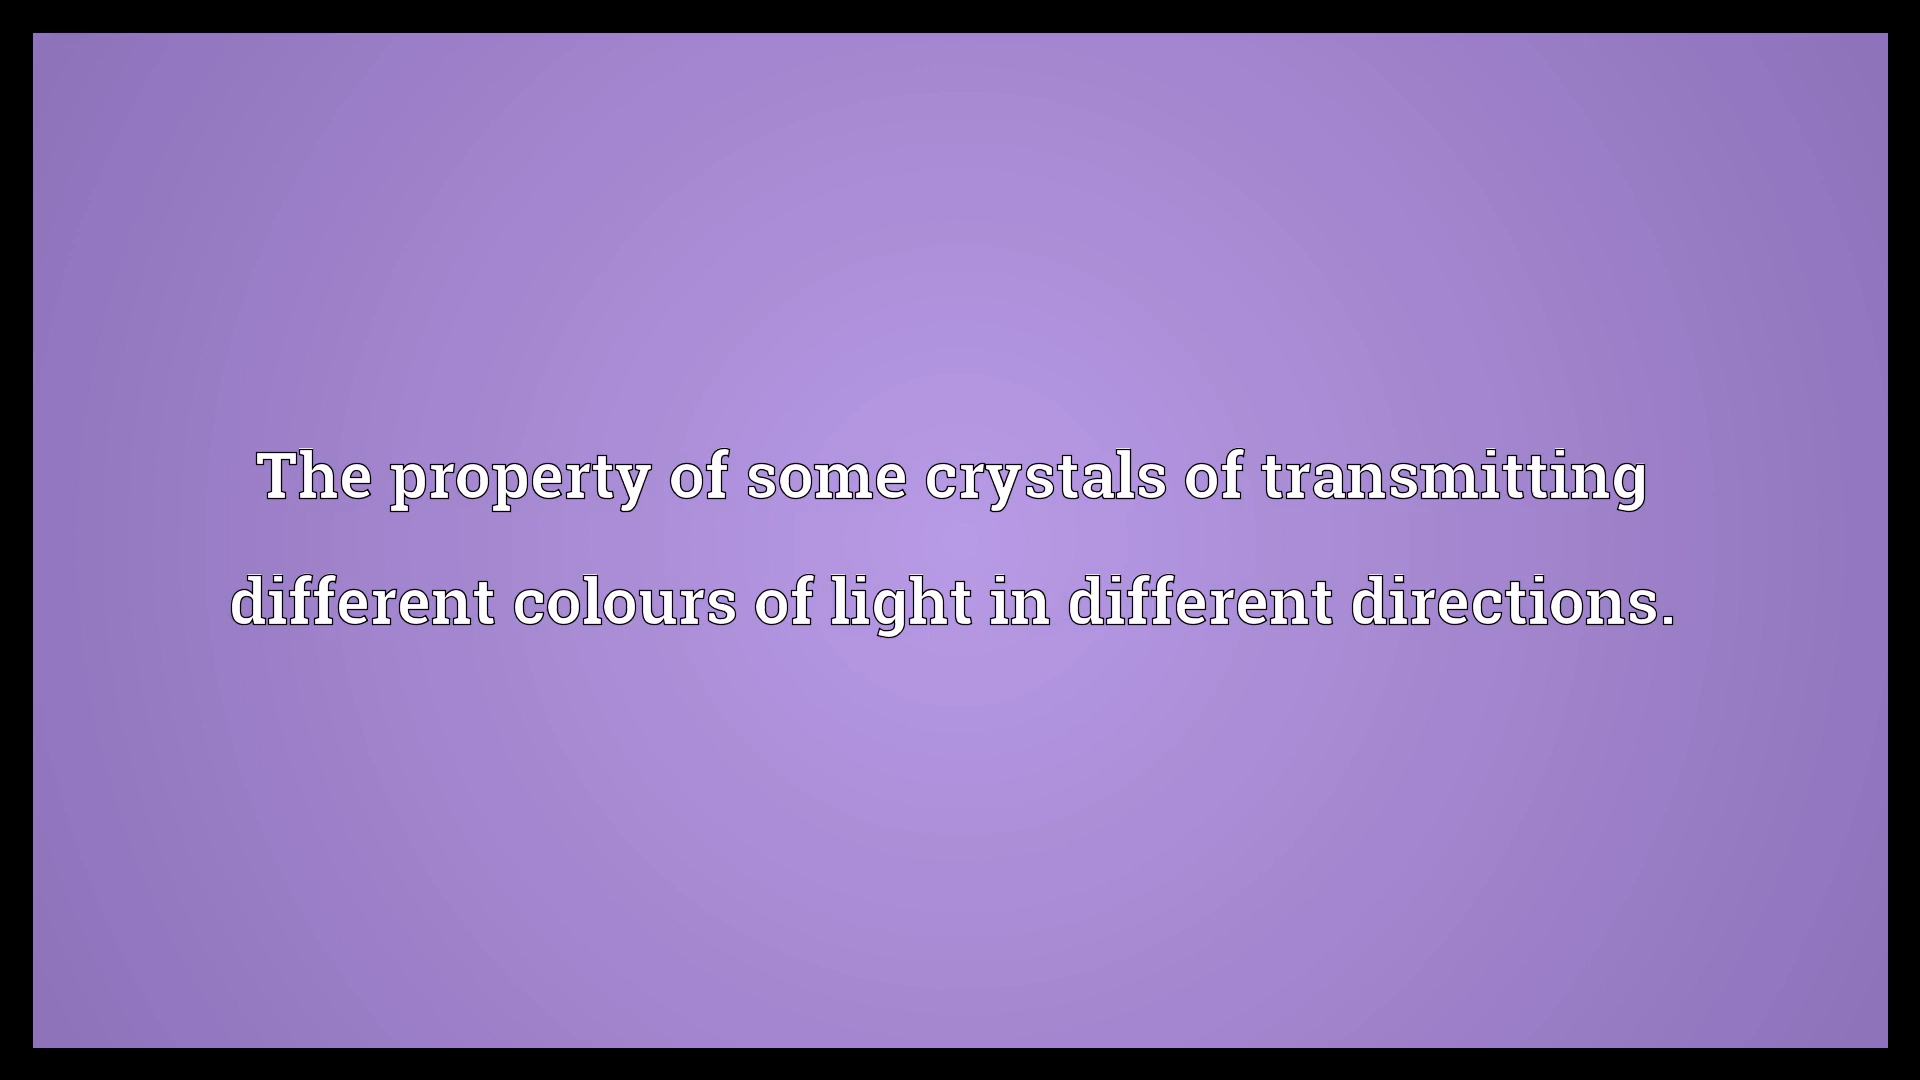 The property of some crystals of transmitting
different colours of light in different directions.